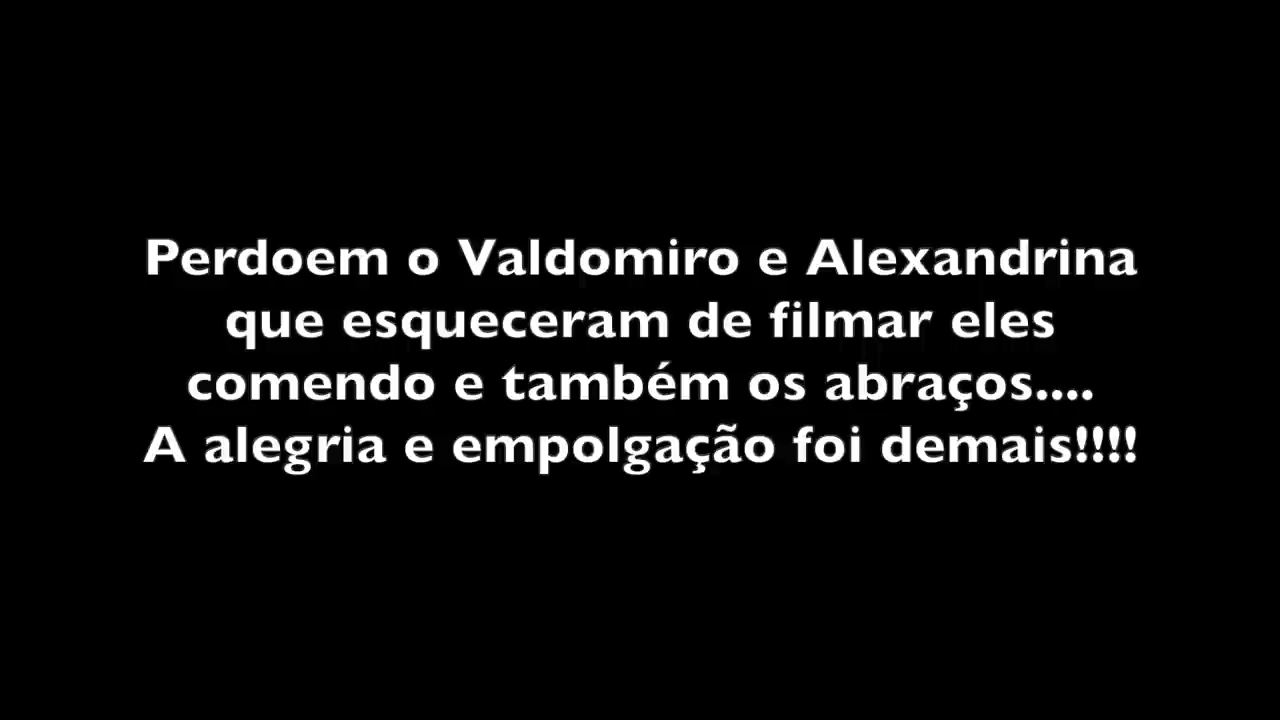 Perdoem o Valdomiro e Alexandrina
que esqueceram de filmar eles
comendo e também os abraços....
A alegria e empolgação foi demais!!!!